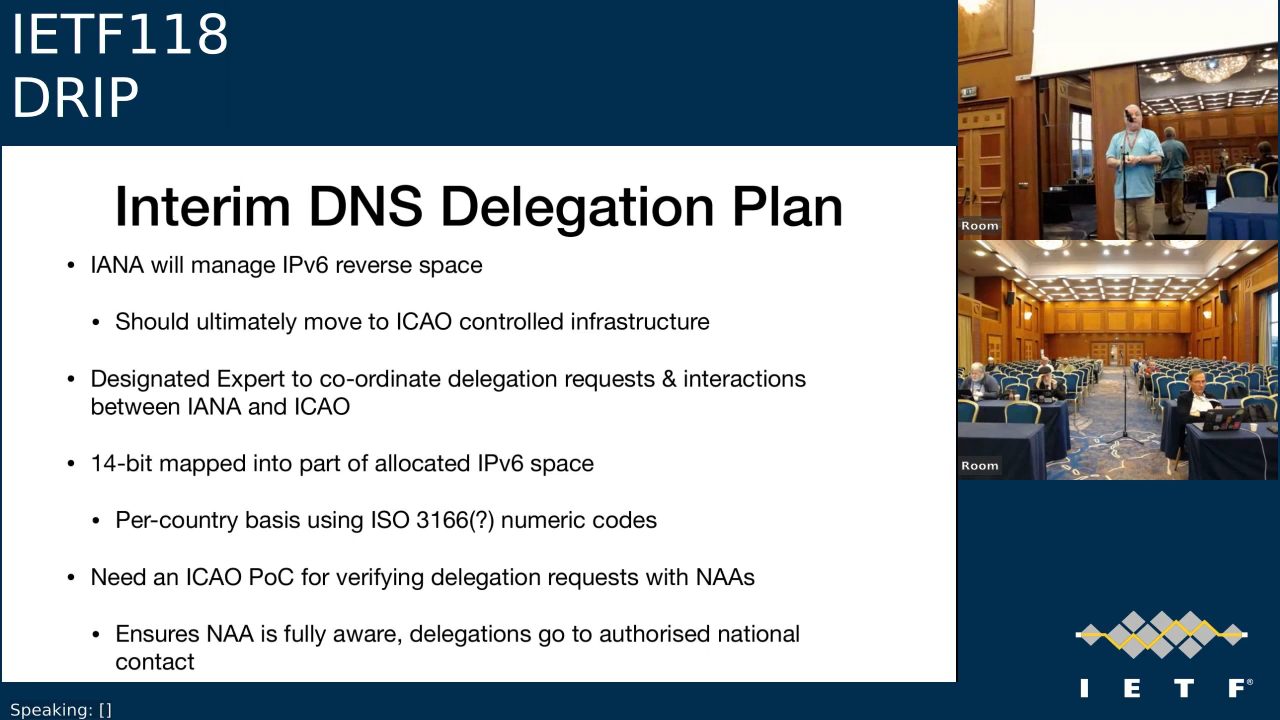 IETF118
DRIP
Interim DNS Delegation Plan
• IANA will manage IPv6 reverse space
• Should ultimately move to ICAO controlled infrastructure
• Designated Expert to co-ordinate delegation requests & interactions
between IANA and ICAO
• 14-bit mapped into part of allocated IPv6 space
• Per-country basis using ISO 3166(?) numeric codes
• Need an ICAO PoC for verifying delegation requests with NAAs
• Ensures NAA is fully aware, delegations go to authorised national
contact
Room
Room
I E T F®
Speaking: []